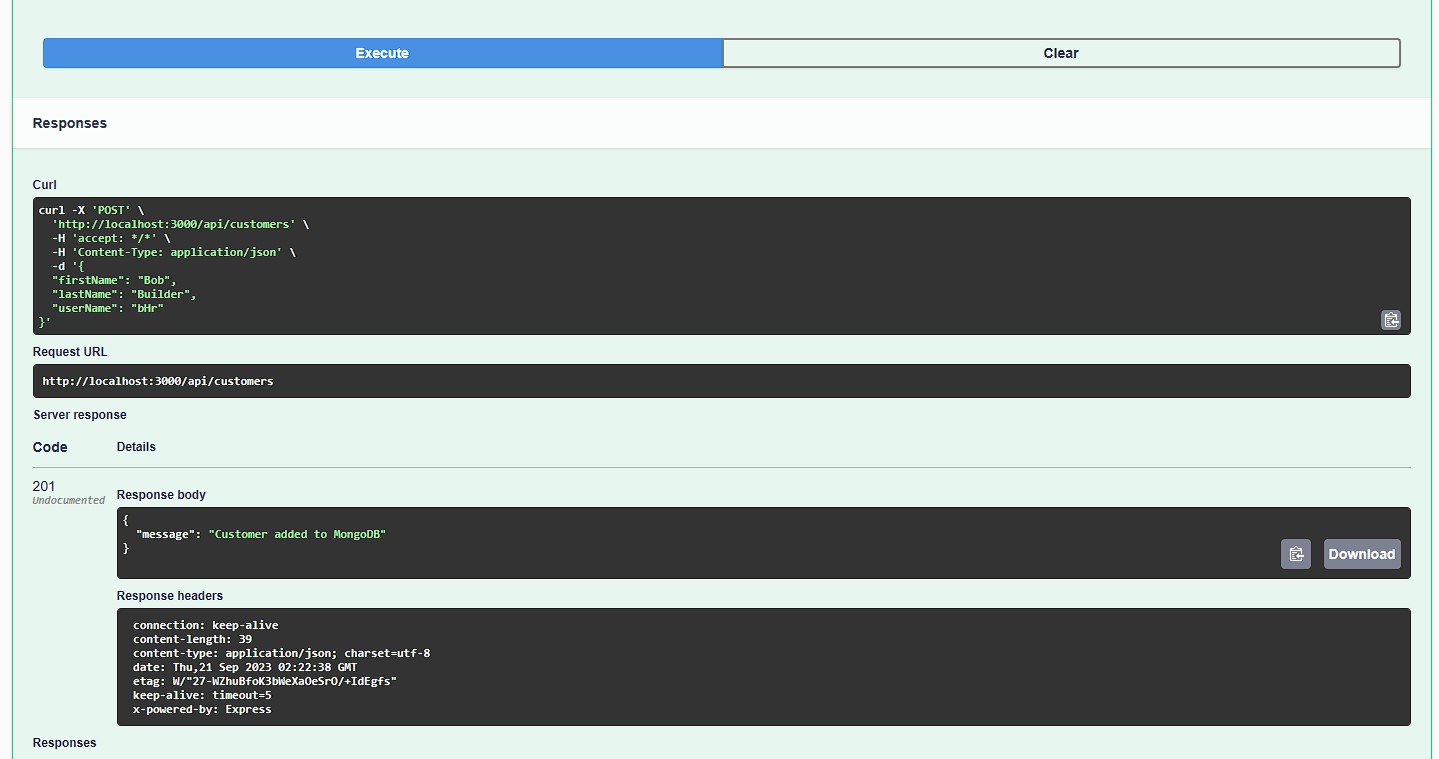 Execute
Clear
Responses
Curl
curl -X 'POST' \
  'http://localhost:3000/api/customers' \
  -H 'accept: */*' \
  -H 'Content-Type: application/json' \
  -d '{
  "firstName": "Bob",
  "lastName": "Builder",
  "userName": "bHr"
}'
Request URL
http://localhost:3000/api/customers
Server response
Code Details
201
Undocumented
Response body
{
  "message": "Customer added to MongoDB"
}
Download
Response headers
connection: keep-alive
content-length: 39
content-type: application/json; charset=utf-8
date: Thu,21 Sep 2023 02:22:38 GMT
etag: W/"27-WZhuBfoK3bWeXaOeSrO/+IdEgfs"
keep-alive: timeout=5
x-powered-by: Express
Responses